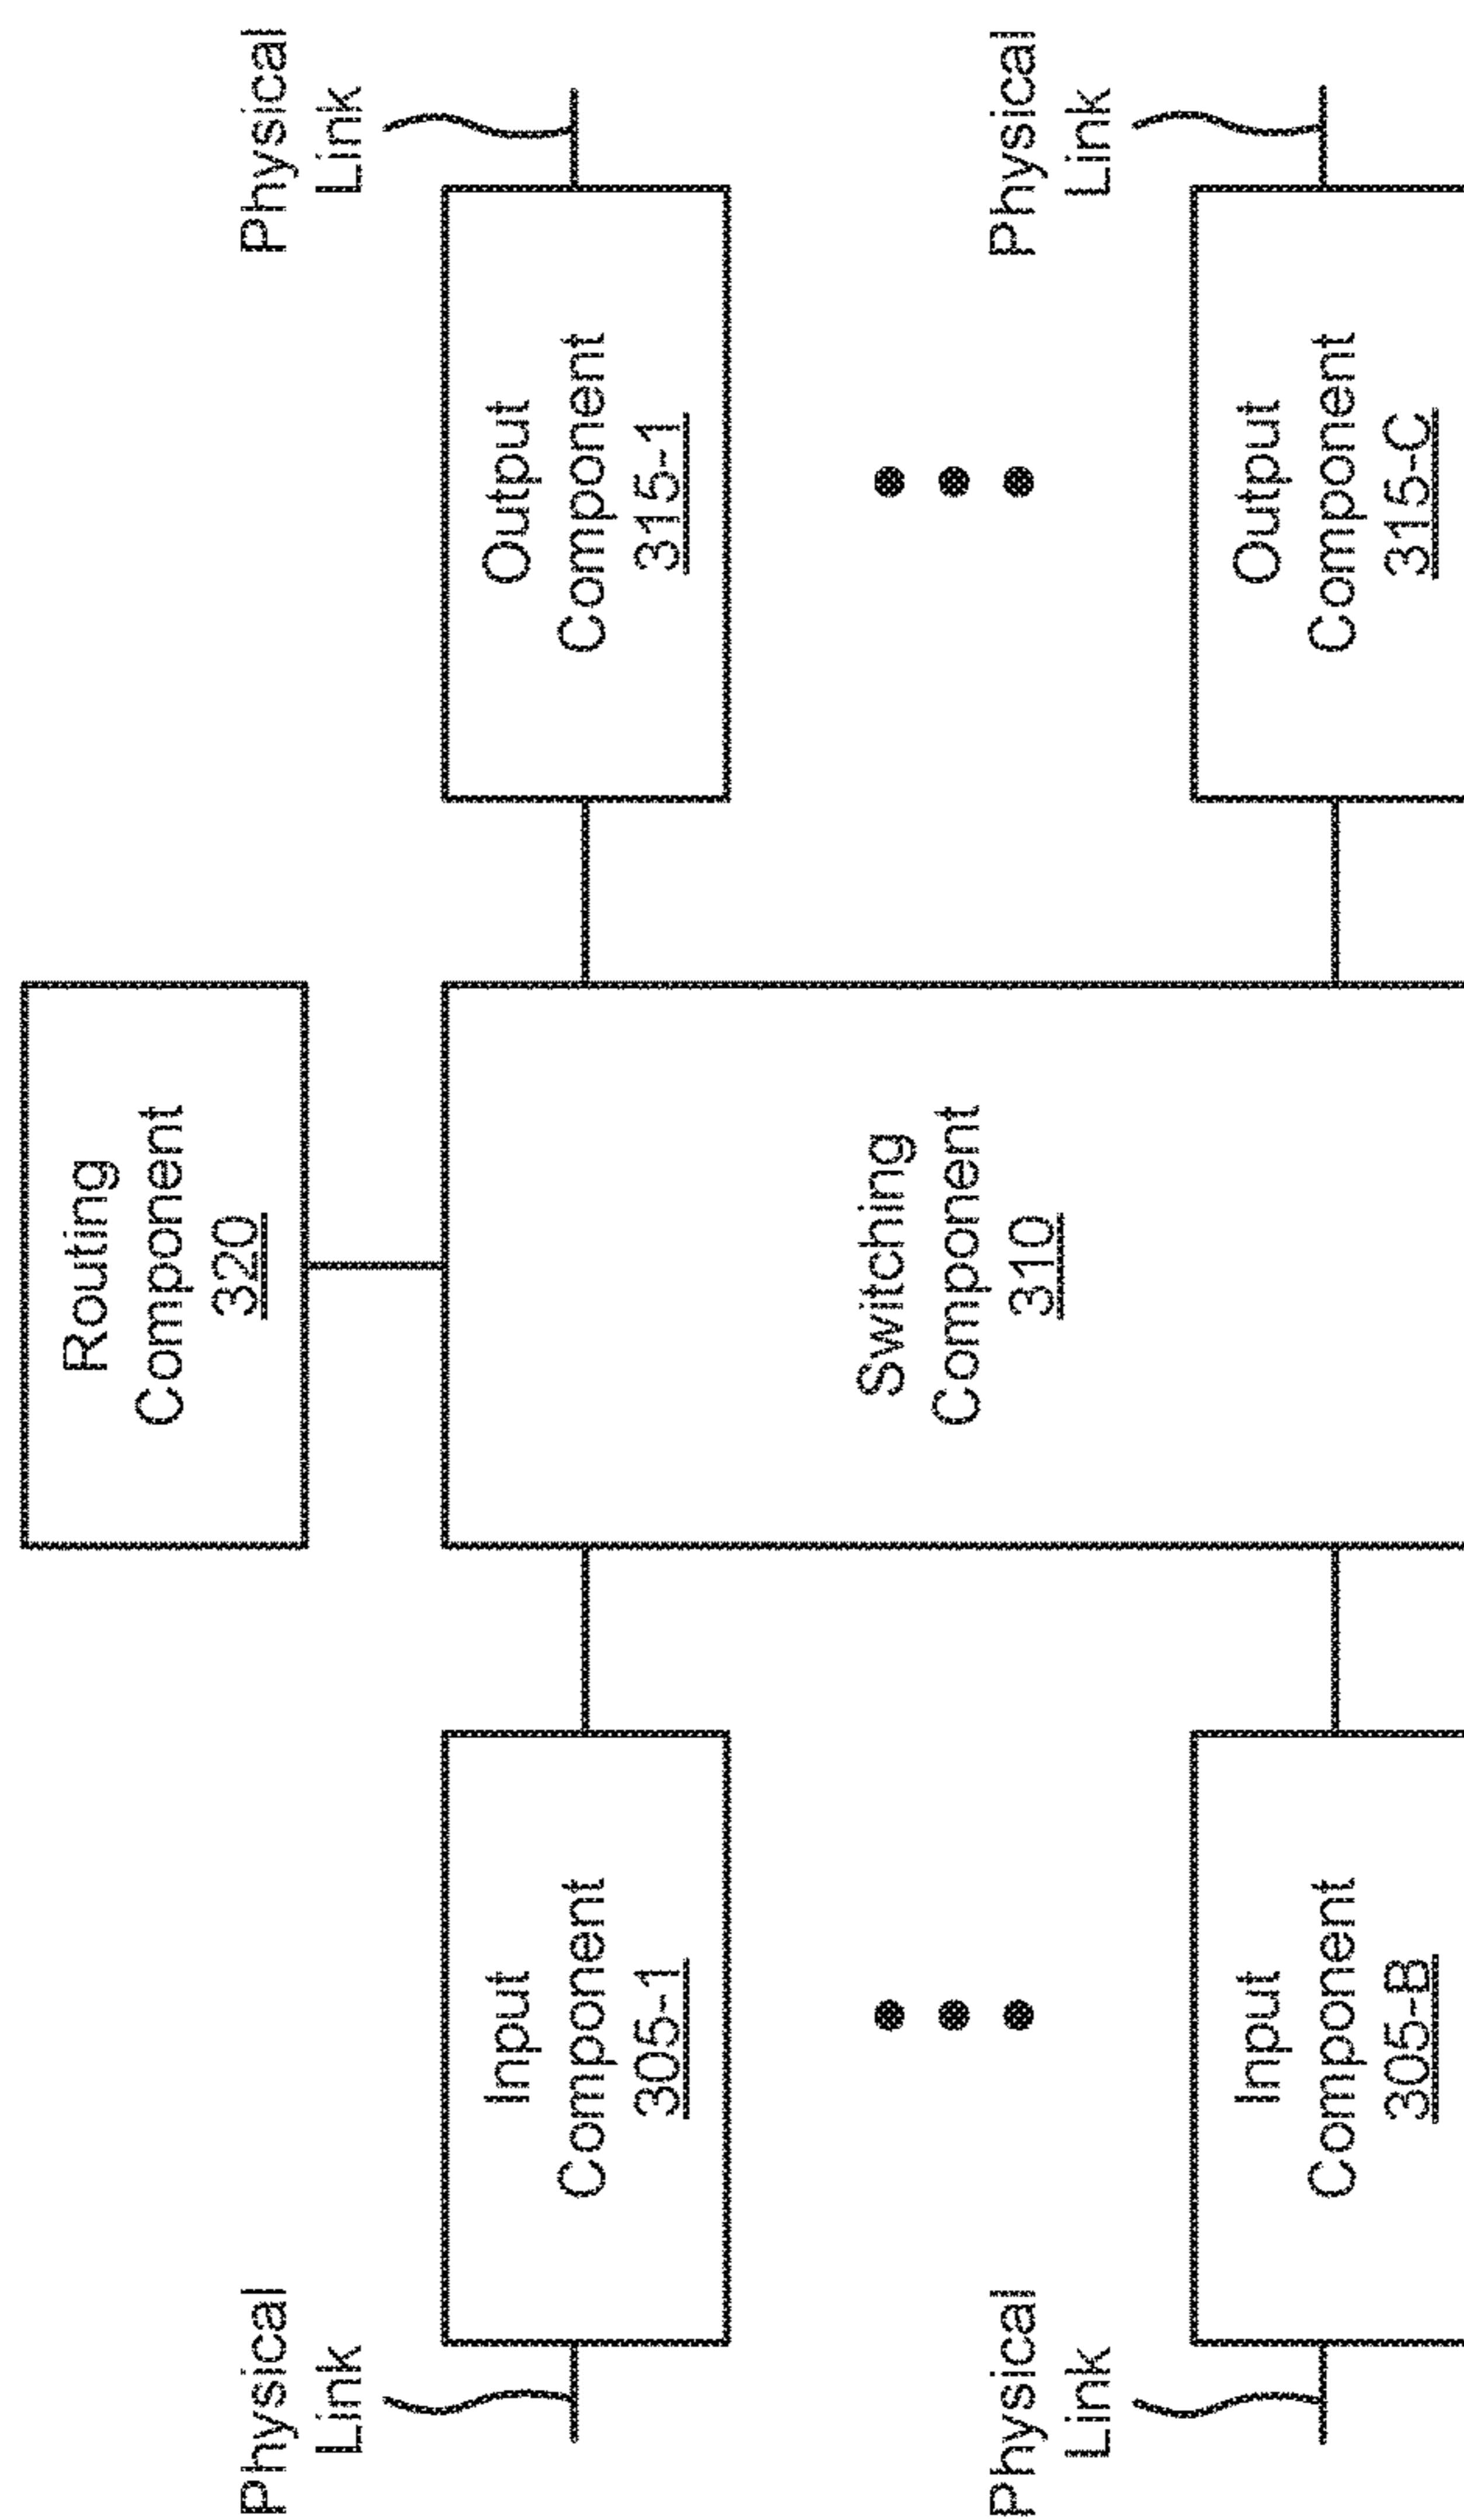 Routing
Component
320
Physical
Link
Input
Component
305-1
Switching
Component
310
Output
Component
315-1
Physical
Link
Physical
Link
Input
Component
305-B
Output
Component
315-C
Physical
Link